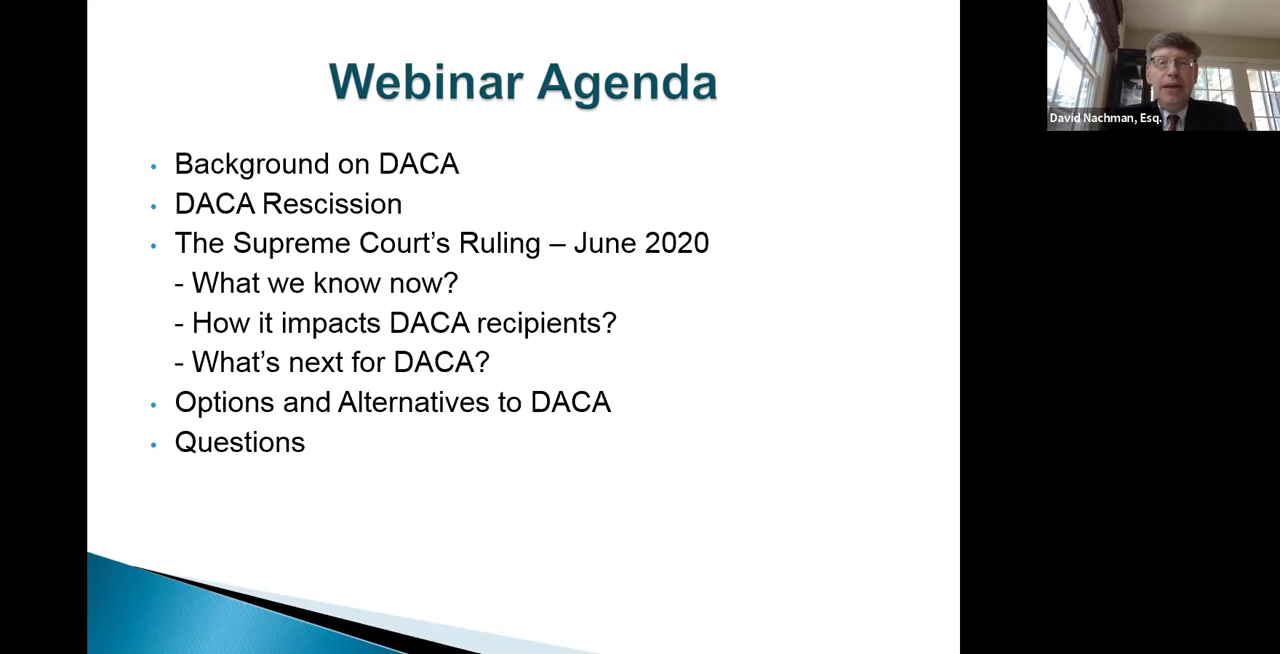 Webinar Agenda
• Background on DACA
• DACA Rescission
• The Supreme Court’s Ruling – June 2020
- What we know now?
- How it impacts DACA recipients?
- What’s next for DACA?
• Options and Alternatives to DACA
• Questions
David Nachman, Esq.